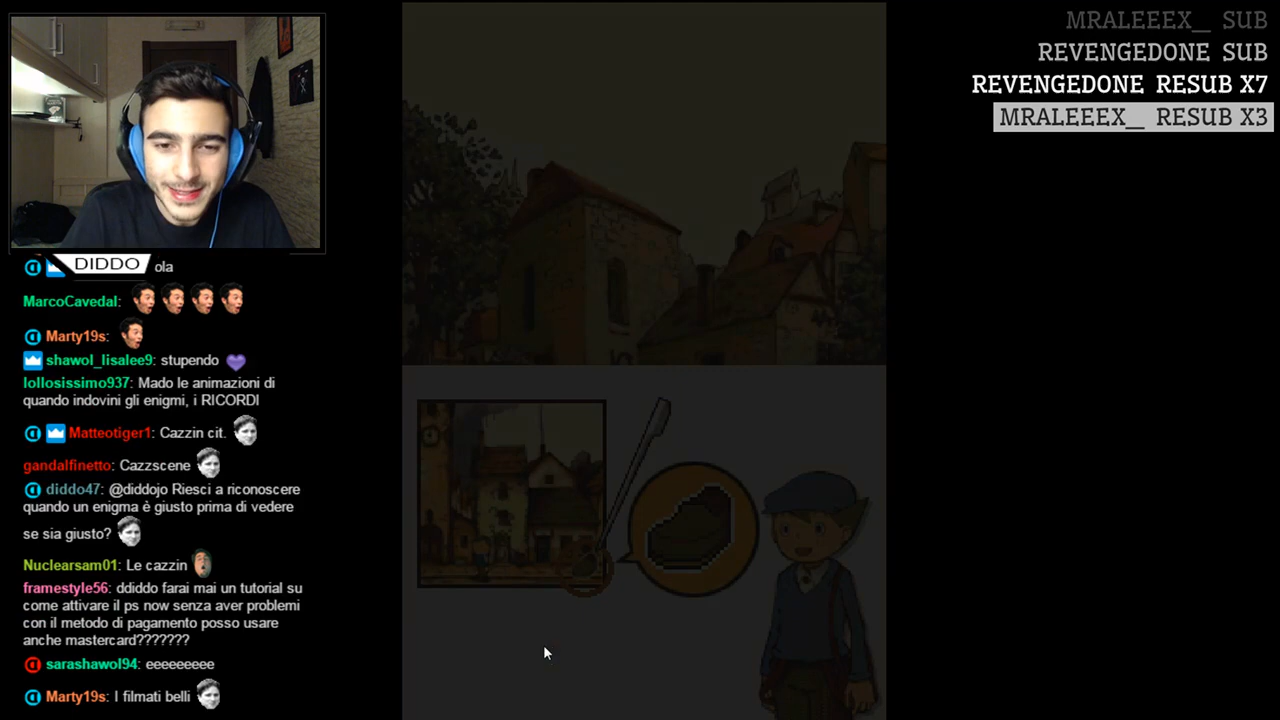 MRALEEEX_ SUB
REVENGEDONE SUB
REVENGEDONE RESUB X7
MRALEEEX_ RESUB X3
DIDDO ola
MarcoCavedal:
Marty19s:
shawol_lisalee9: stupendo
lollosissimo937: Mado le animazioni di
quando indovini gli enigmi, i RICORDI
Matteotiger1: Cazzin cit.
gandalfinetto: Cazzscene
diddo47: @diddojo Riesci a riconoscere
quando un enigma è giusto prima di vedere
se sia giusto?
Nuclearsam01: Le cazzin
framestyle56: ddiddo farai mai un tutorial su
come attivare il ps now senza aver problemi
con il metodo di pagamento posso usare
anche mastercard???????
sarashawol94: eeeeeeeee
Marty19s: I filmati belli